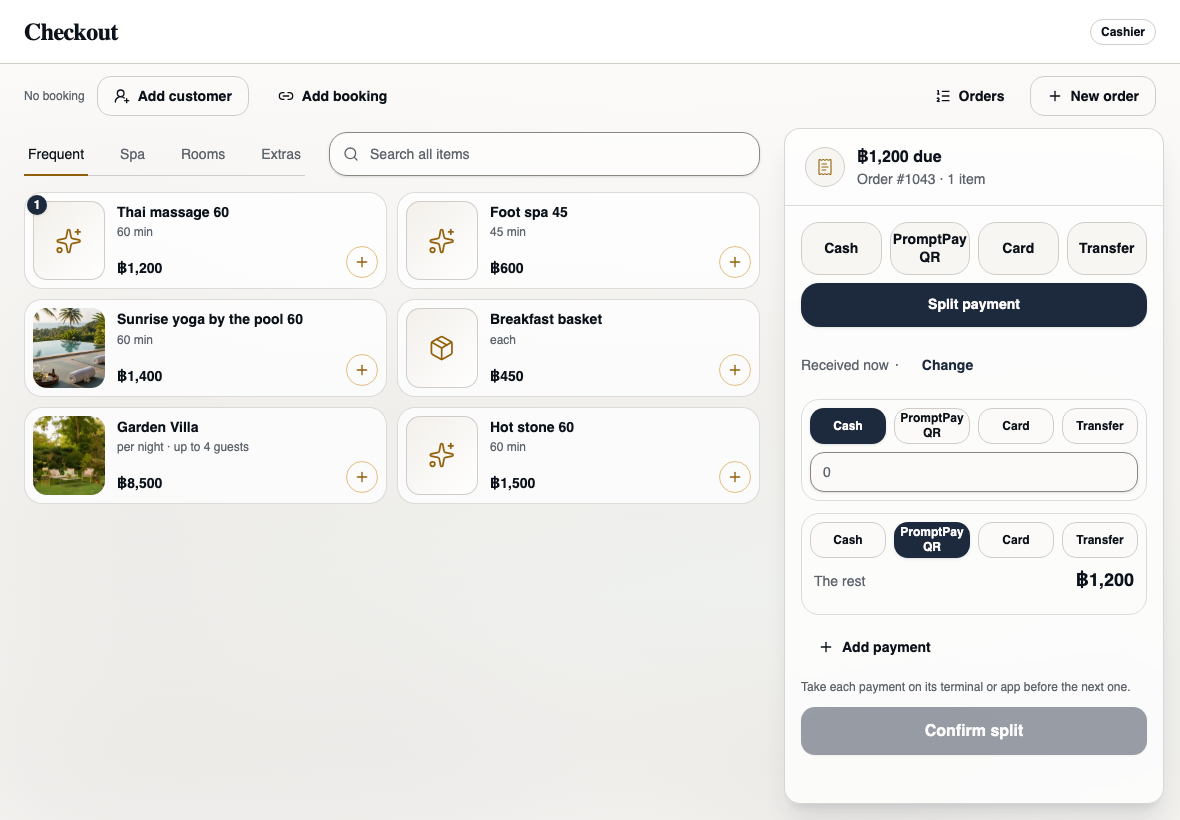 Checkout
Cashier
No booking
Add customer
Add booking
Orders
New order
Frequent
Spa
Rooms
Extras
Search all items
1
Thai massage 60
60 min
฿1,200
Foot spa 45
45 min
฿600
Sunrise yoga by the pool 60
60 min
฿1,400
Breakfast basket
each
฿450
Garden Villa
per night · up to 4 guests
฿8,500
Hot stone 60
60 min
฿1,500
฿1,200 due
Order #1043 · 1 item
Cash
PromptPay
QR
Card
Transfer
Split payment
Received now ·
Change
Cash
PromptPay
QR
Card
Transfer
0
Cash
PromptPay
QR
Card
Transfer
The rest
฿1,200
Add payment
Take each payment on its terminal or app before the next one.
Confirm split